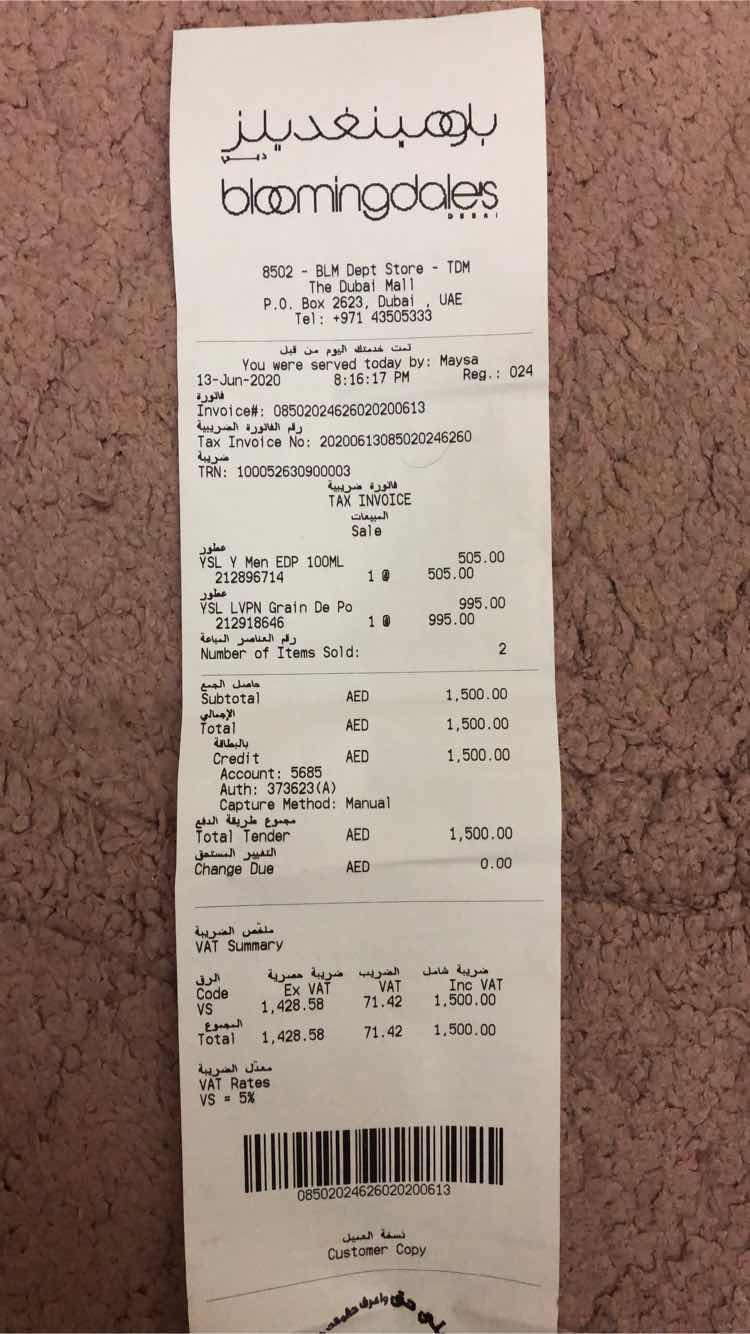 بلومينغديلز
دبي
bloomingdale's
DUBAI
8502 - BLM Dept Store - TDM
The Dubai Mall
P.O. Box 2623, Dubai , UAE
Tel: +971 43505333
تمت خدمتك اليوم من قبل
You were served today by: Maysa
13-Jun-2020 8:16:17 PM Reg.: 024
فاتورة
Invoice#: 08502024626020200613
رقم الفاتورة الضريبية
Tax Invoice No: 20200613085020246260
ضريبة
TRN: 100052630900003
فاتورة ضريبية
TAX INVOICE
المبيعات
Sale
عطور
YSL Y Men EDP 100ML 505.00
212896714 1 @ 505.00
عطور
YSL LVPN Grain De Po 995.00
212918646 1 @ 995.00
رقم العناصر المباعة
Number of Items Sold: 2
حاصل الجمع
Subtotal AED 1,500.00
الإجمالي
Total AED 1,500.00
بالبطاقة
Credit AED 1,500.00
Account: 5685
Auth: 373623(A)
Capture Method: Manual
مجموع طريقة الدفع
Total Tender AED 1,500.00
التغيير المستحق
Change Due AED 0.00
ملخص الضريبة
VAT Summary
الرق ضريبة حصرية الضريب ضريبة شامل
Code Ex VAT VAT Inc VAT
VS 1,428.58 71.42 1,500.00
المجموع
Total 1,428.58 71.42 1,500.00
معدّل الضريبة
VAT Rates
VS = 5%
08502024626020200613
نسخة العميل
Customer Copy
واعرف